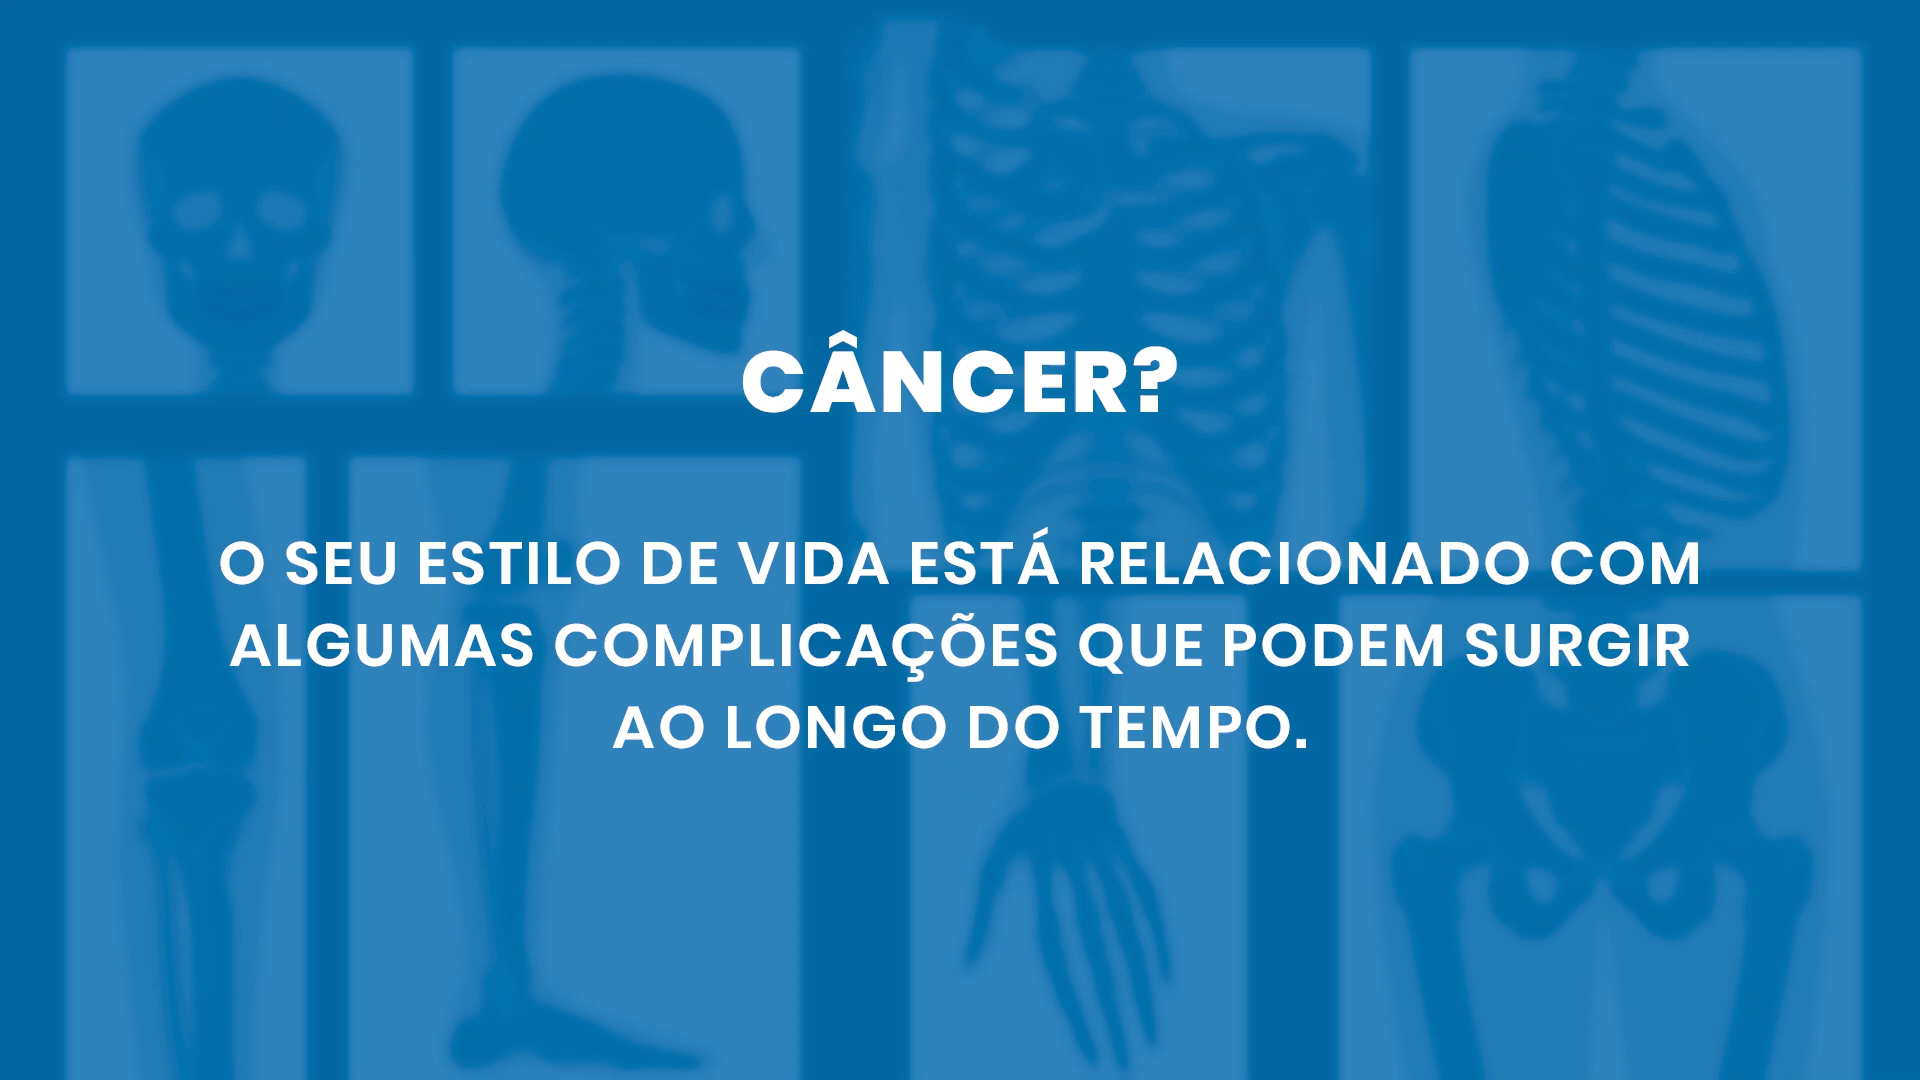 CÂNCER?
O SEU ESTILO DE VIDA ESTÁ RELACIONADO COM
ALGUMAS COMPLICAÇÕES QUE PODEM SURGIR
AO LONGO DO TEMPO.